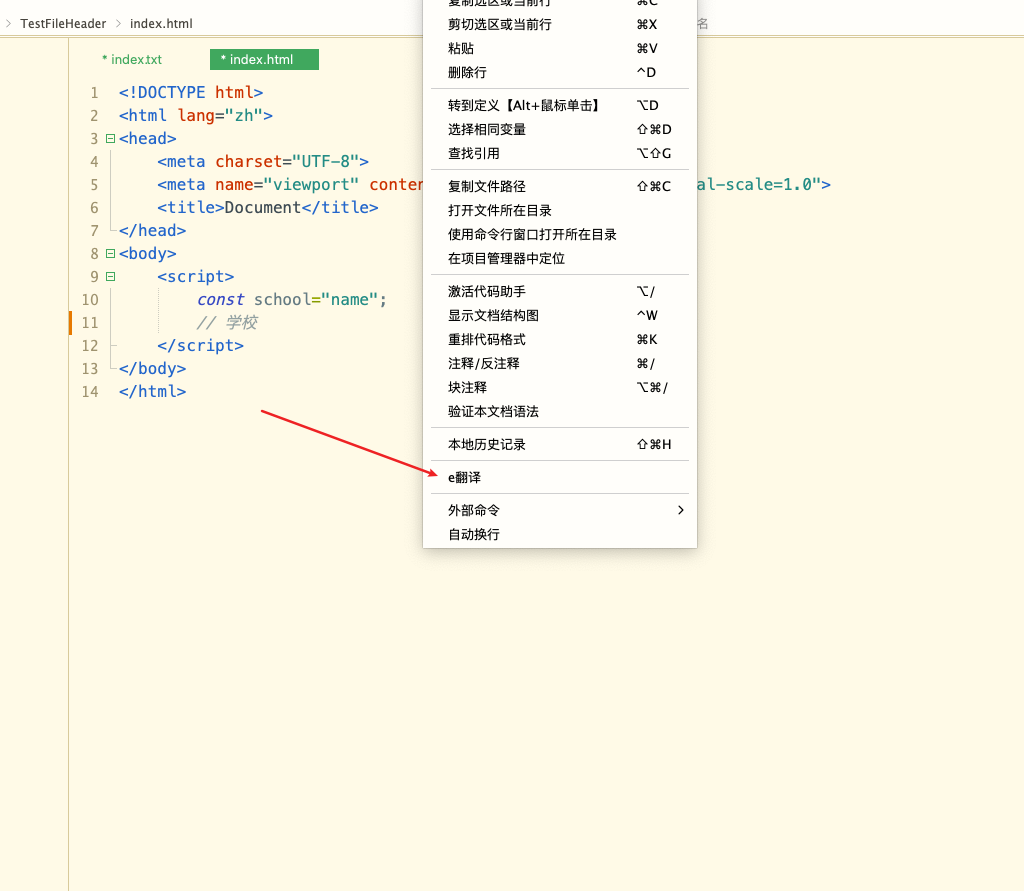 TestFileHeader > index.html
名
* index.txt
* index.html
1 <!DOCTYPE html>
2 <html lang="zh">
3 <head>
4 <meta charset="UTF-8">
5 <meta name="viewport" conten al-scale=1.0">
6 <title>Document</title>
7 </head>
8 <body>
9 <script>
10 const school="name";
11 // 学校
12 </script>
13 </body>
14 </html>
复制选区或当前行 ⌘C
剪切选区或当前行 ⌘X
粘贴 ⌘V
删除行 ^D
转到定义【Alt+鼠标单击】 ⌥D
选择相同变量 ⇧⌘D
查找引用 ⌥⇧G
复制文件路径 ⇧⌘C
打开文件所在目录
使用命令行窗口打开所在目录
在项目管理器中定位
激活代码助手 ⌥/
显示文档结构图 ^W
重排代码格式 ⌘K
注释/反注释 ⌘/
块注释 ⌥⌘/
验证本文档语法
本地历史记录 ⇧⌘H
e翻译
外部命令
自动换行